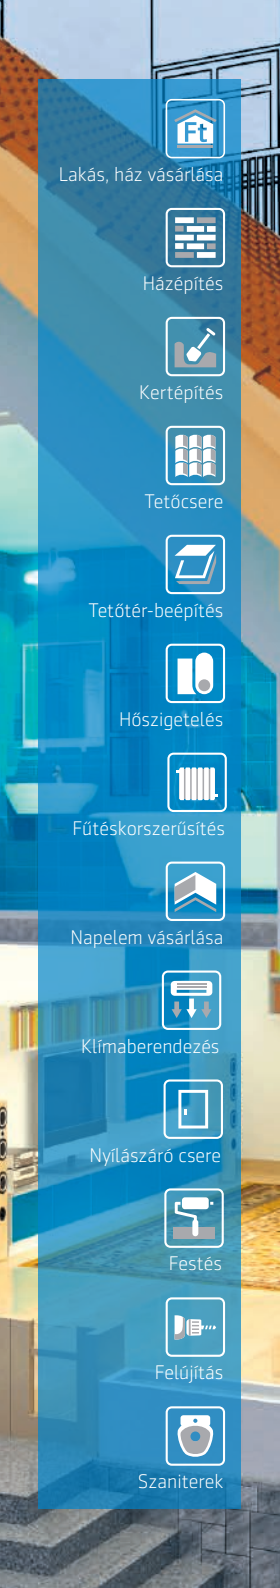 Ft
Lakás, ház vásárlása
Házépítés
Kertépítés
Tetőcsere
Tetőtér-beépítés
Hőszigetelés
Fűtéskorszerűsítés
Napelem vásárlása
Klímaberendezés
Nyílászáró csere
Festés
Felújítás
Szaniterek